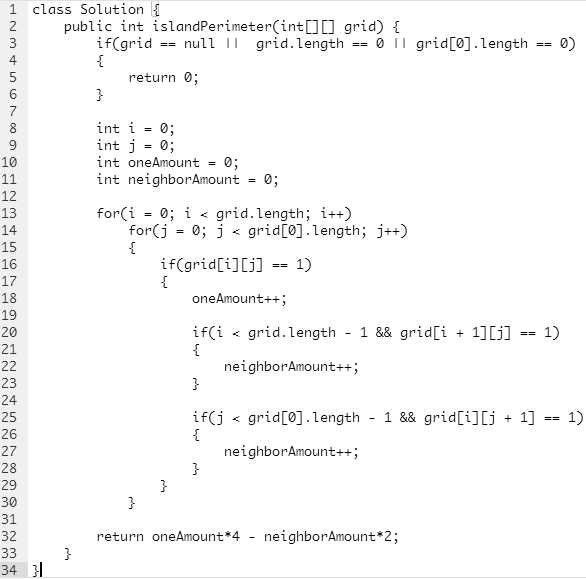 1 class Solution {
2     public int islandPerimeter(int[][] grid) {
3         if(grid == null ||  grid.length == 0 || grid[0].length == 0)
4         {
5             return 0;
6         }
7
8         int i = 0;
9         int j = 0;
10         int oneAmount = 0;
11         int neighborAmount = 0;
12
13         for(i = 0; i < grid.length; i++)
14             for(j = 0; j < grid[0].length; j++)
15             {
16                 if(grid[i][j] == 1)
17                 {
18                     oneAmount++;
19
20                     if(i < grid.length - 1 && grid[i + 1][j] == 1)
21                     {
22                         neighborAmount++;
23                     }
24
25                     if(j < grid[0].length - 1 && grid[i][j + 1] == 1)
26                     {
27                         neighborAmount++;
28                     }
29                 }
30             }
31
32         return oneAmount*4 - neighborAmount*2;
33     }
34 }